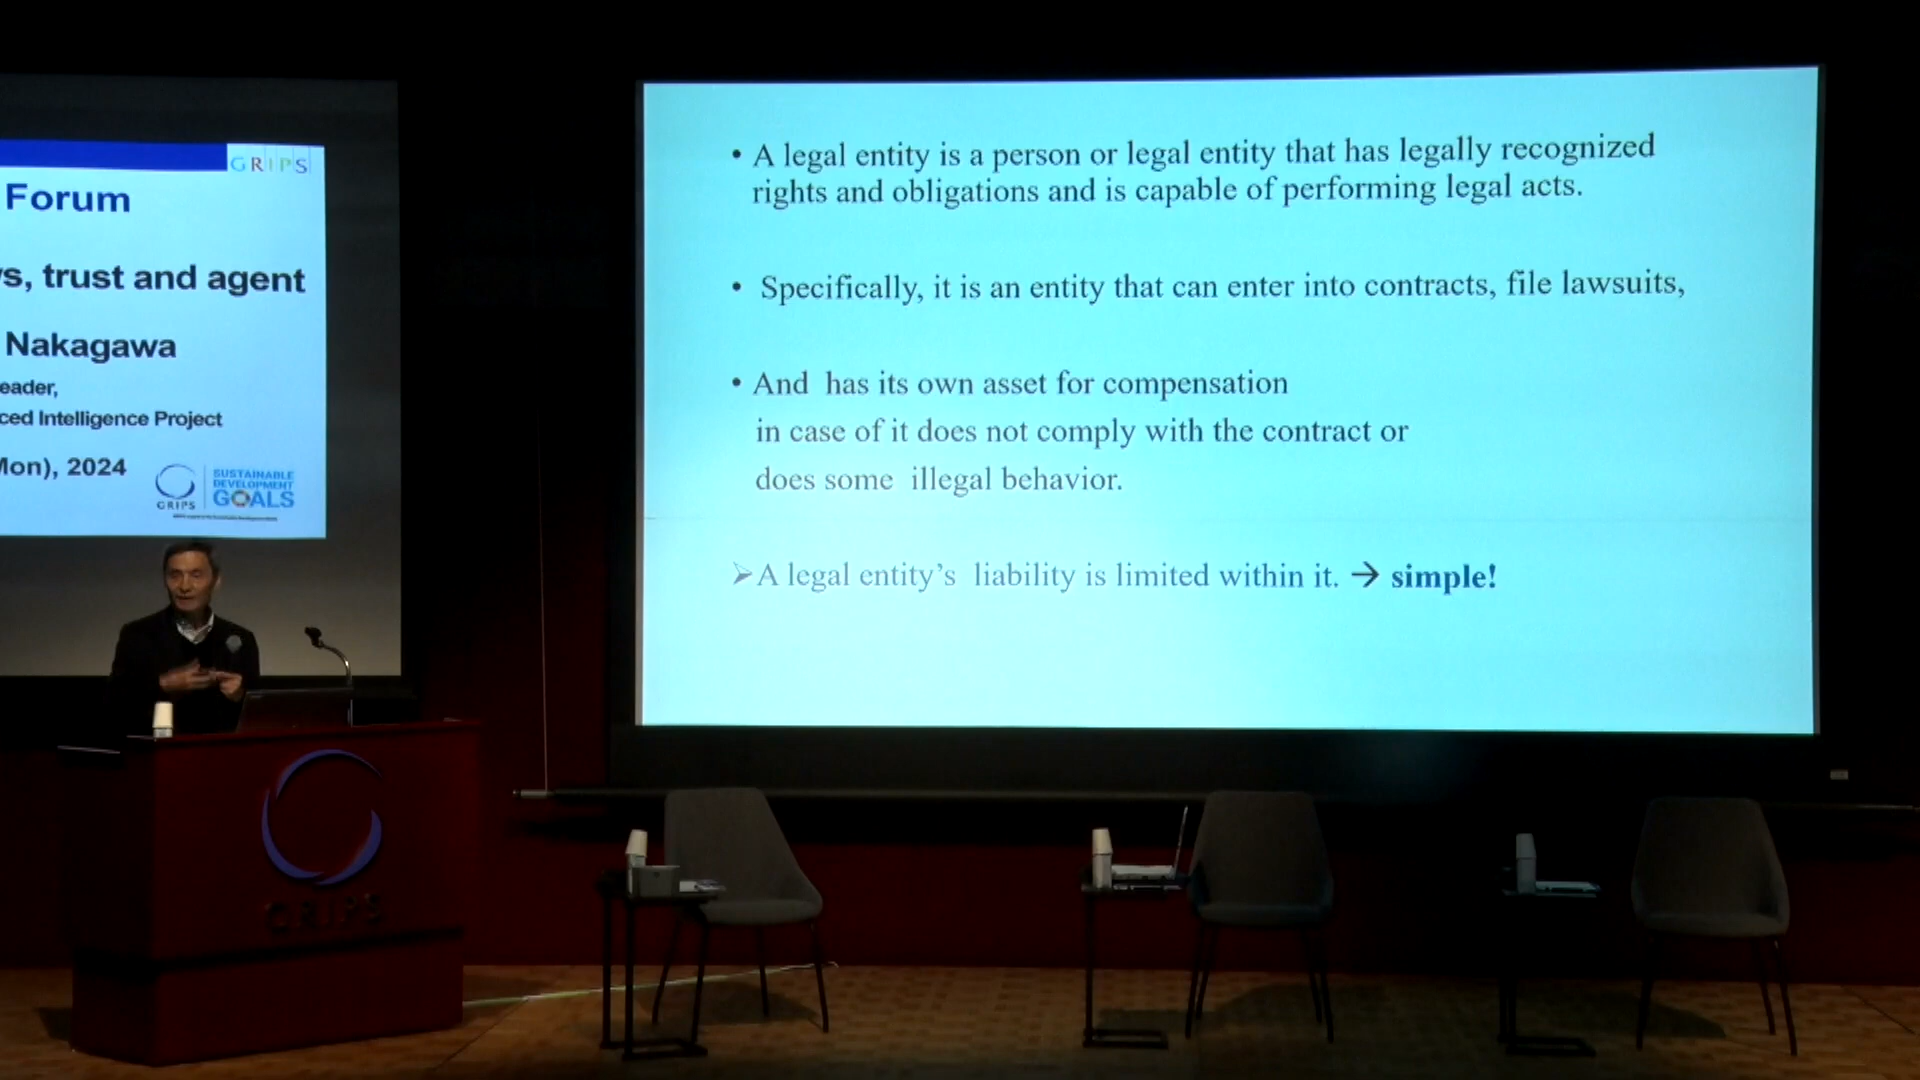 GRIPS
Forum
s, trust and agent
Nakagawa
eader,
ced Intelligence Project
on), 2024
GRIPS
SUSTAINABLE
DEVELOPMENT
GOALS
• A legal entity is a person or legal entity that has legally recognized
rights and obligations and is capable of performing legal acts.
• Specifically, it is an entity that can enter into contracts, file lawsuits,
• And has its own asset for compensation
in case of it does not comply with the contract or
does some illegal behavior.
➢ A legal entity's liability is limited within it. → simple!
GRIPS